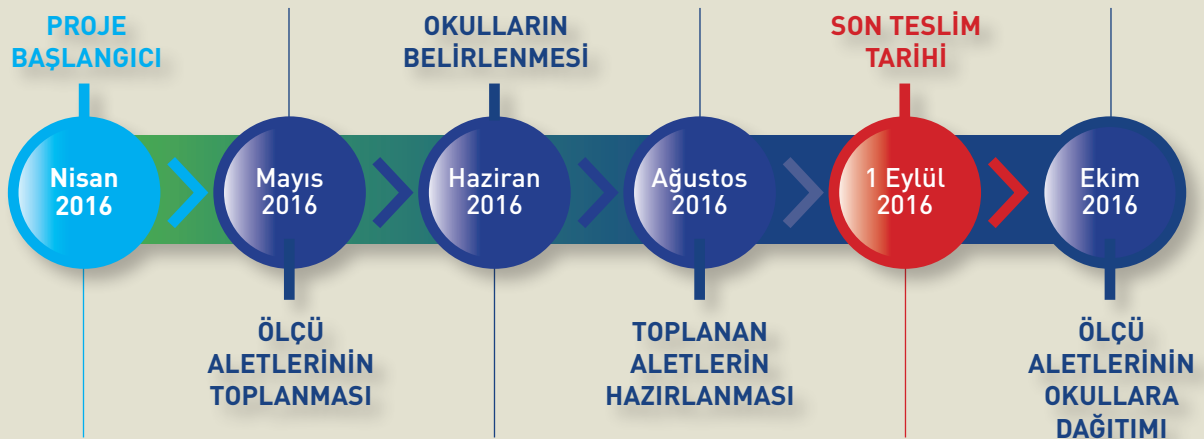 PROJE
BAŞLANGICI
Nisan
2016
Mayıs
2016
ÖLÇÜ
ALETLERİNİN
TOPLANMASI
OKULLARIN
BELİRLENMESİ
Haziran
2016
Ağustos
2016
TOPLANAN
ALETLERİN
HAZIRLANMASI
SON TESLİM
TARİHİ
1 Eylül
2016
Ekim
2016
ÖLÇÜ
ALETLERİNİN
OKULLARA
DAĞITIMI